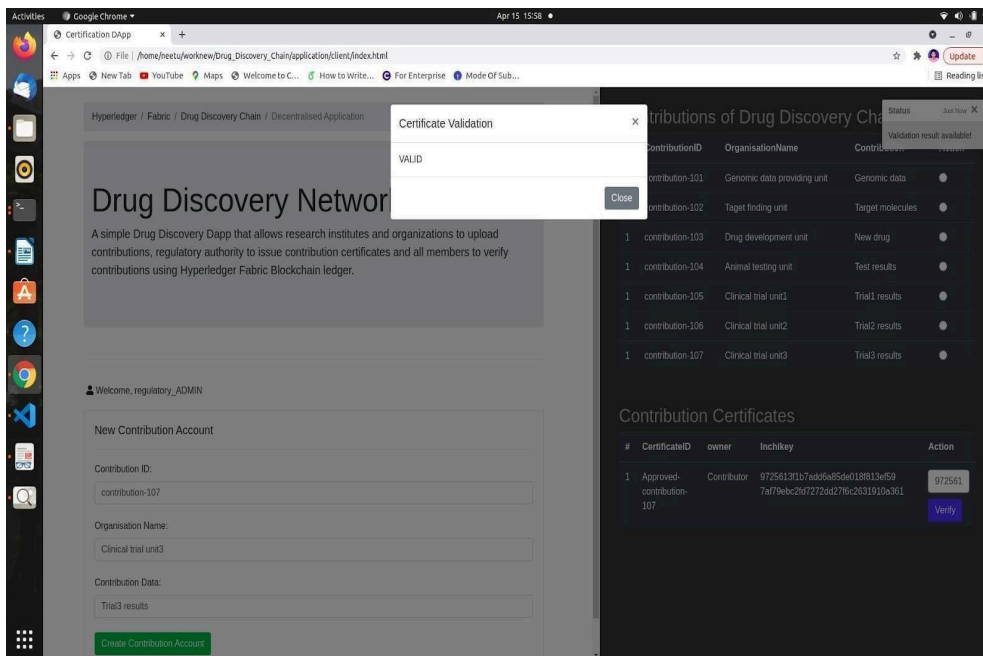 Activities
Google Chrome ▾
Apr 15 15:58 ●
Certification DApp × +
File | /home/neetu/worknew/Drug_Discovery_Chain/application/client/index.html
Update
Apps New Tab YouTube Maps Welcome to C... How to Write... For Enterprise Mode Of Sub...
Reading lis
Hyperledger / Fabric / Drug Discovery Chain / Decentralised Application
Drug Discovery Networ
A simple Drug Discovery Dapp that allows research institutes and organizations to upload
contributions, regulatory authority to issue contribution certificates and all members to verify
contributions using Hyperledger Fabric Blockchain ledger.
Welcome, regulatory_ADMIN
New Contribution Account
Contribution ID:
contribution-107
Organisation Name:
Clinical trial unit3
Contribution Data:
Trial3 results
Create Contribution Account
Certificate Validation ×
VALID
Close
tributions of Drug Discovery Cha
Status Just Now ×
Validation result available!
ContributionID OrganisationName
contribution-101 Genomic data providing unit Genomic data
contribution-102 Taget finding unit Target molecules
1 contribution-103 Drug development unit New drug
1 contribution-104 Animal testing unit Test results
1 contribution-105 Clinical trial unit1 Trial1 results
1 contribution-106 Clinical trial unit2 Trial2 results
1 contribution-107 Clinical trial unit3 Trial3 results
Contribution Certificates
# CertificateID owner Inchikey Action
1 Approved- Contributor 9725613f1b7add6a85de018f813ef59
contribution- 7af79ebc2fd7272dd27f6c2631910a361
107
972561
Verify